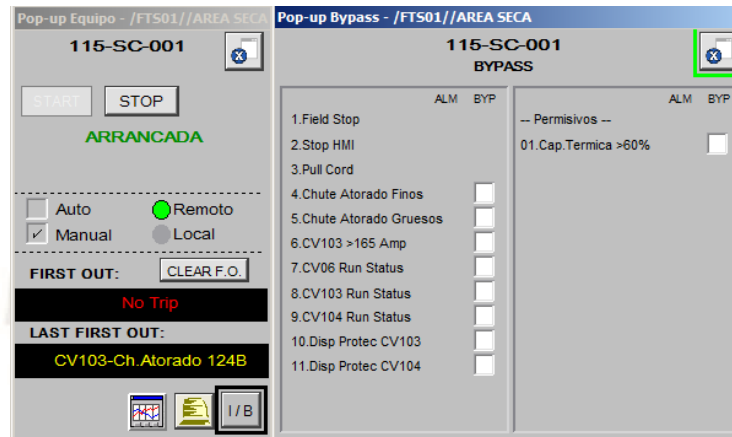 Pop-up Equipo - /FTS01//AREA SECA
115-SC-001
START STOP
ARRANCADA
Auto Remoto
Manual Local
FIRST OUT: CLEAR F.O.
No Trip
LAST FIRST OUT:
CV103-Ch.Atorado 124B
I / B
Pop-up Bypass - /FTS01//AREA SECA
115-SC-001
BYPASS
ALM BYP
1.Field Stop
2.Stop HMI
3.Pull Cord
4.Chute Atorado Finos
5.Chute Atorado Gruesos
6.CV103 >165 Amp
7.CV06 Run Status
8.CV103 Run Status
9.CV104 Run Status
10.Disp Protec CV103
11.Disp Protec CV104
ALM BYP
-- Permisivos --
01.Cap.Termica >60%